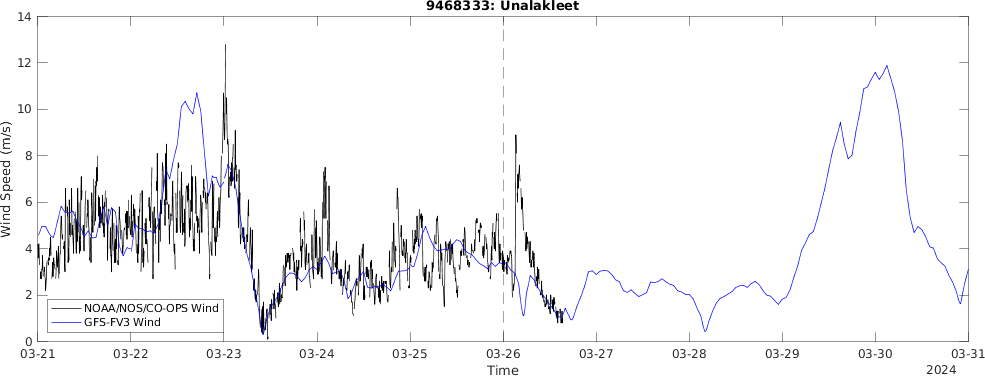 9468333: Unalakleet
14
12
10
8
6
4
2
0
Wind Speed (m/s)
NOAA/NOS/CO-OPS Wind
GFS-FV3 Wind
03-21 03-22 03-23 03-24 03-25 03-26 03-27 03-28 03-29 03-30 03-31
Time
2024